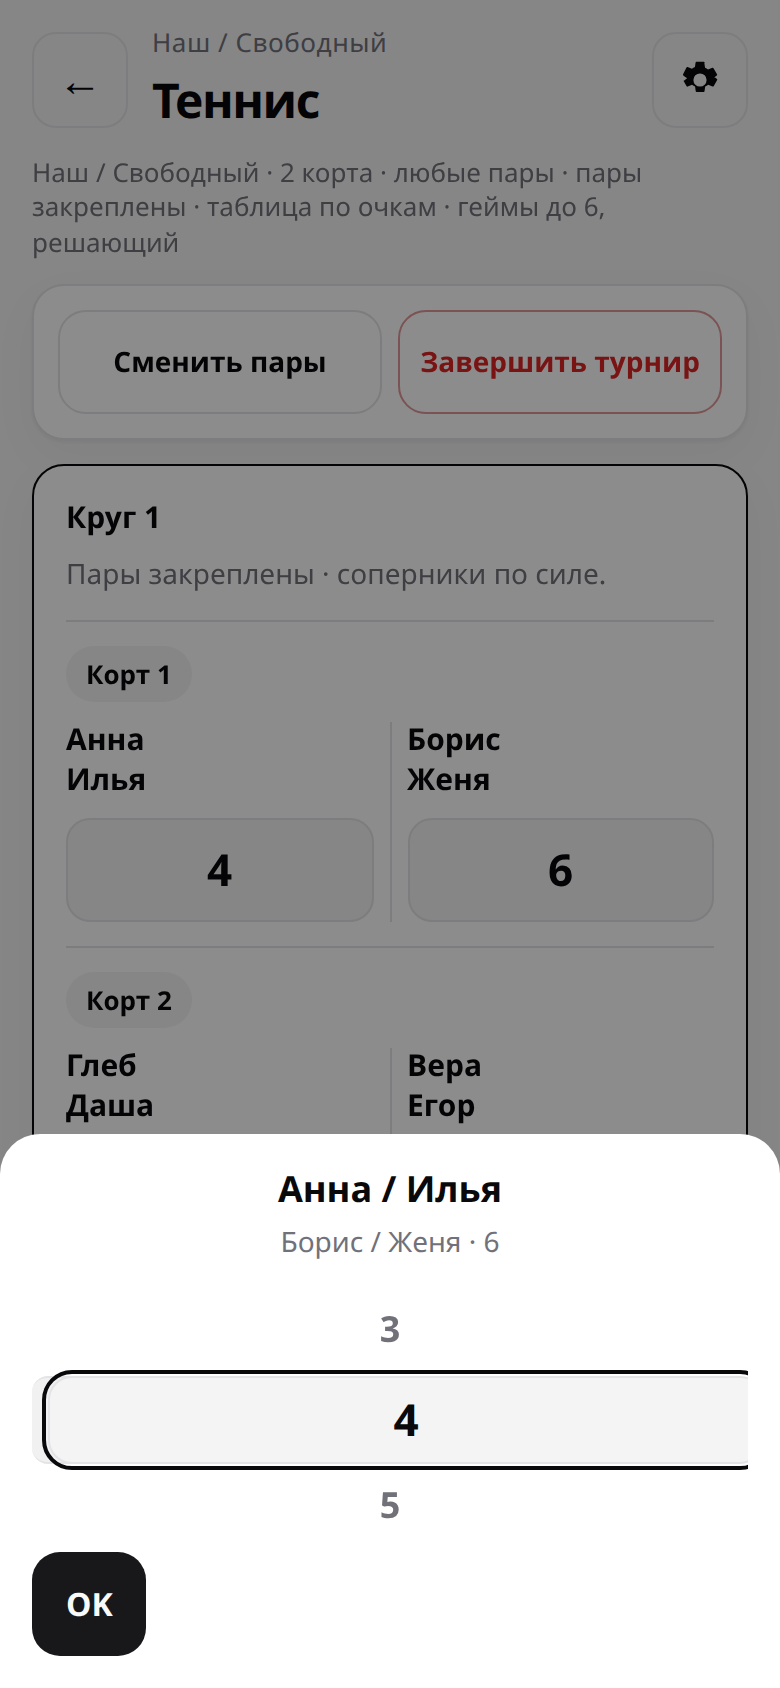 ←
Наш / Свободный
Теннис
Наш / Свободный · 2 корта · любые пары · пары
закреплены · таблица по очкам · геймы до 6,
решающий
Сменить пары
Завершить турнир
Круг 1
Пары закреплены · соперники по силе.
Корт 1
Анна
Илья
Борис
Женя
4
6
Корт 2
Глеб
Даша
Вера
Егор
Анна / Илья
Борис / Женя · 6
3
4
5
OK